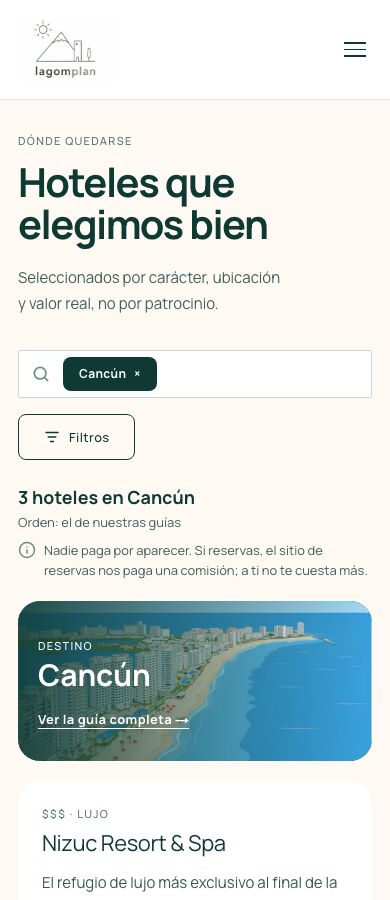 lagomplan
DÓNDE QUEDARSE
Hoteles que
elegimos bien
Seleccionados por carácter, ubicación
y valor real, no por patrocinio.
Cancún ×
Filtros
3 hoteles en Cancún
Orden: el de nuestras guías
Nadie paga por aparecer. Si reservas, el sitio de
reservas nos paga una comisión; a ti no te cuesta más.
DESTINO
Cancún
Ver la guía completa →
$$$ · LUJO
Nizuc Resort & Spa
El refugio de lujo más exclusivo al final de la